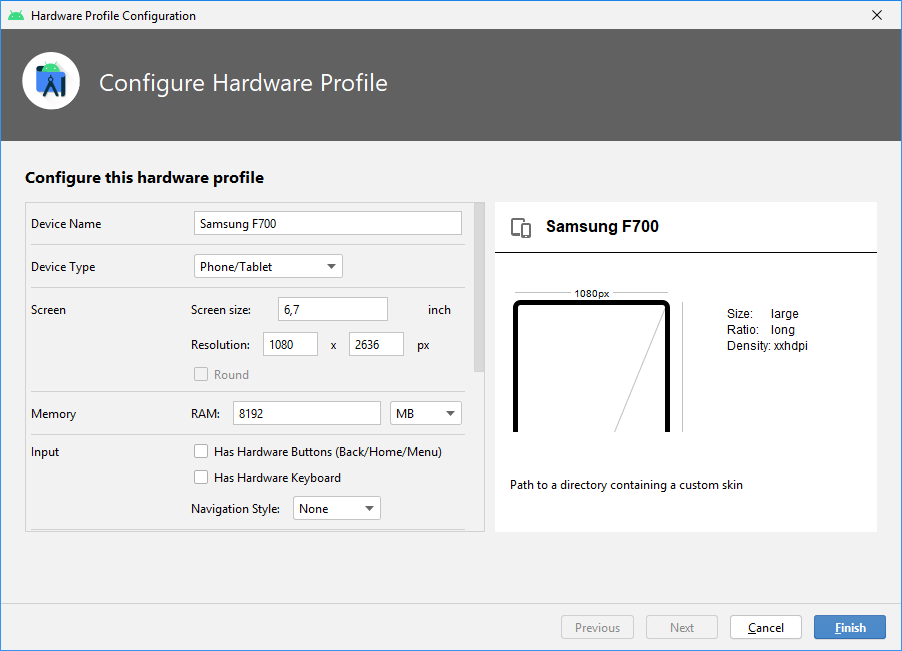 Hardware Profile Configuration
Configure Hardware Profile
Configure this hardware profile
Device Name Samsung F700
Device Type Phone/Tablet
Screen Screen size: 6,7 inch
Resolution: 1080 x 2636 px
Round
Memory RAM: 8192 MB
Input Has Hardware Buttons (Back/Home/Menu)
Has Hardware Keyboard
Navigation Style: None
Samsung F700
1080px
Size: large
Ratio: long
Density: xxhdpi
Path to a directory containing a custom skin
Previous Next Cancel Finish